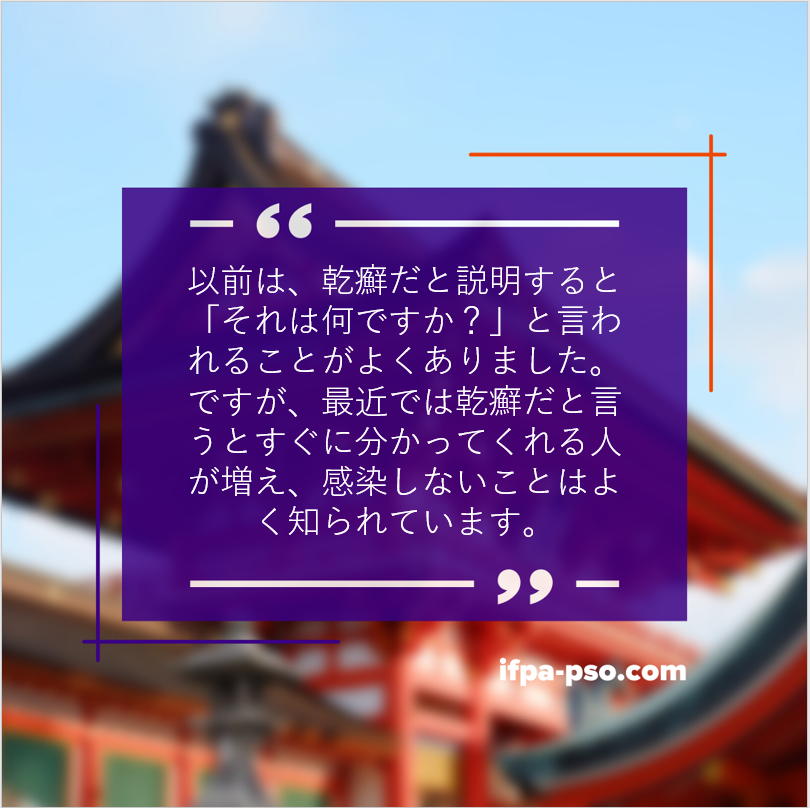 以前は、乾癬だと説明すると
「それは何ですか？」と言わ
れることがよくありました。
ですが、最近では乾癬だと言
うとすぐに分かってくれる人
が増え、感染しないことはよ
く知られています。
ifpa-pso.com